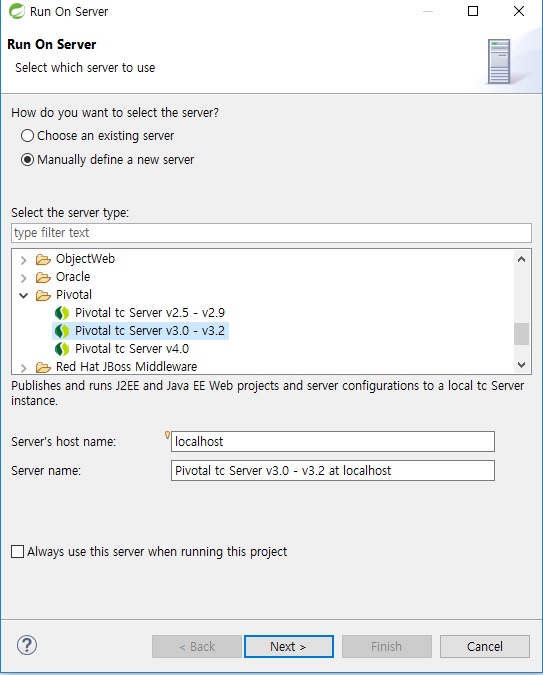 Run On Server
Run On Server
Select which server to use
How do you want to select the server?
Choose an existing server
Manually define a new server
Select the server type:
type filter text
ObjectWeb
Oracle
Pivotal
Pivotal tc Server v2.5 - v2.9
Pivotal tc Server v3.0 - v3.2
Pivotal tc Server v4.0
Red Hat JBoss Middleware
Publishes and runs J2EE and Java EE Web projects and server configurations to a local tc Server
instance.
Server's host name: localhost
Server name: Pivotal tc Server v3.0 - v3.2 at localhost
Always use this server when running this project
? < Back Next > Finish Cancel